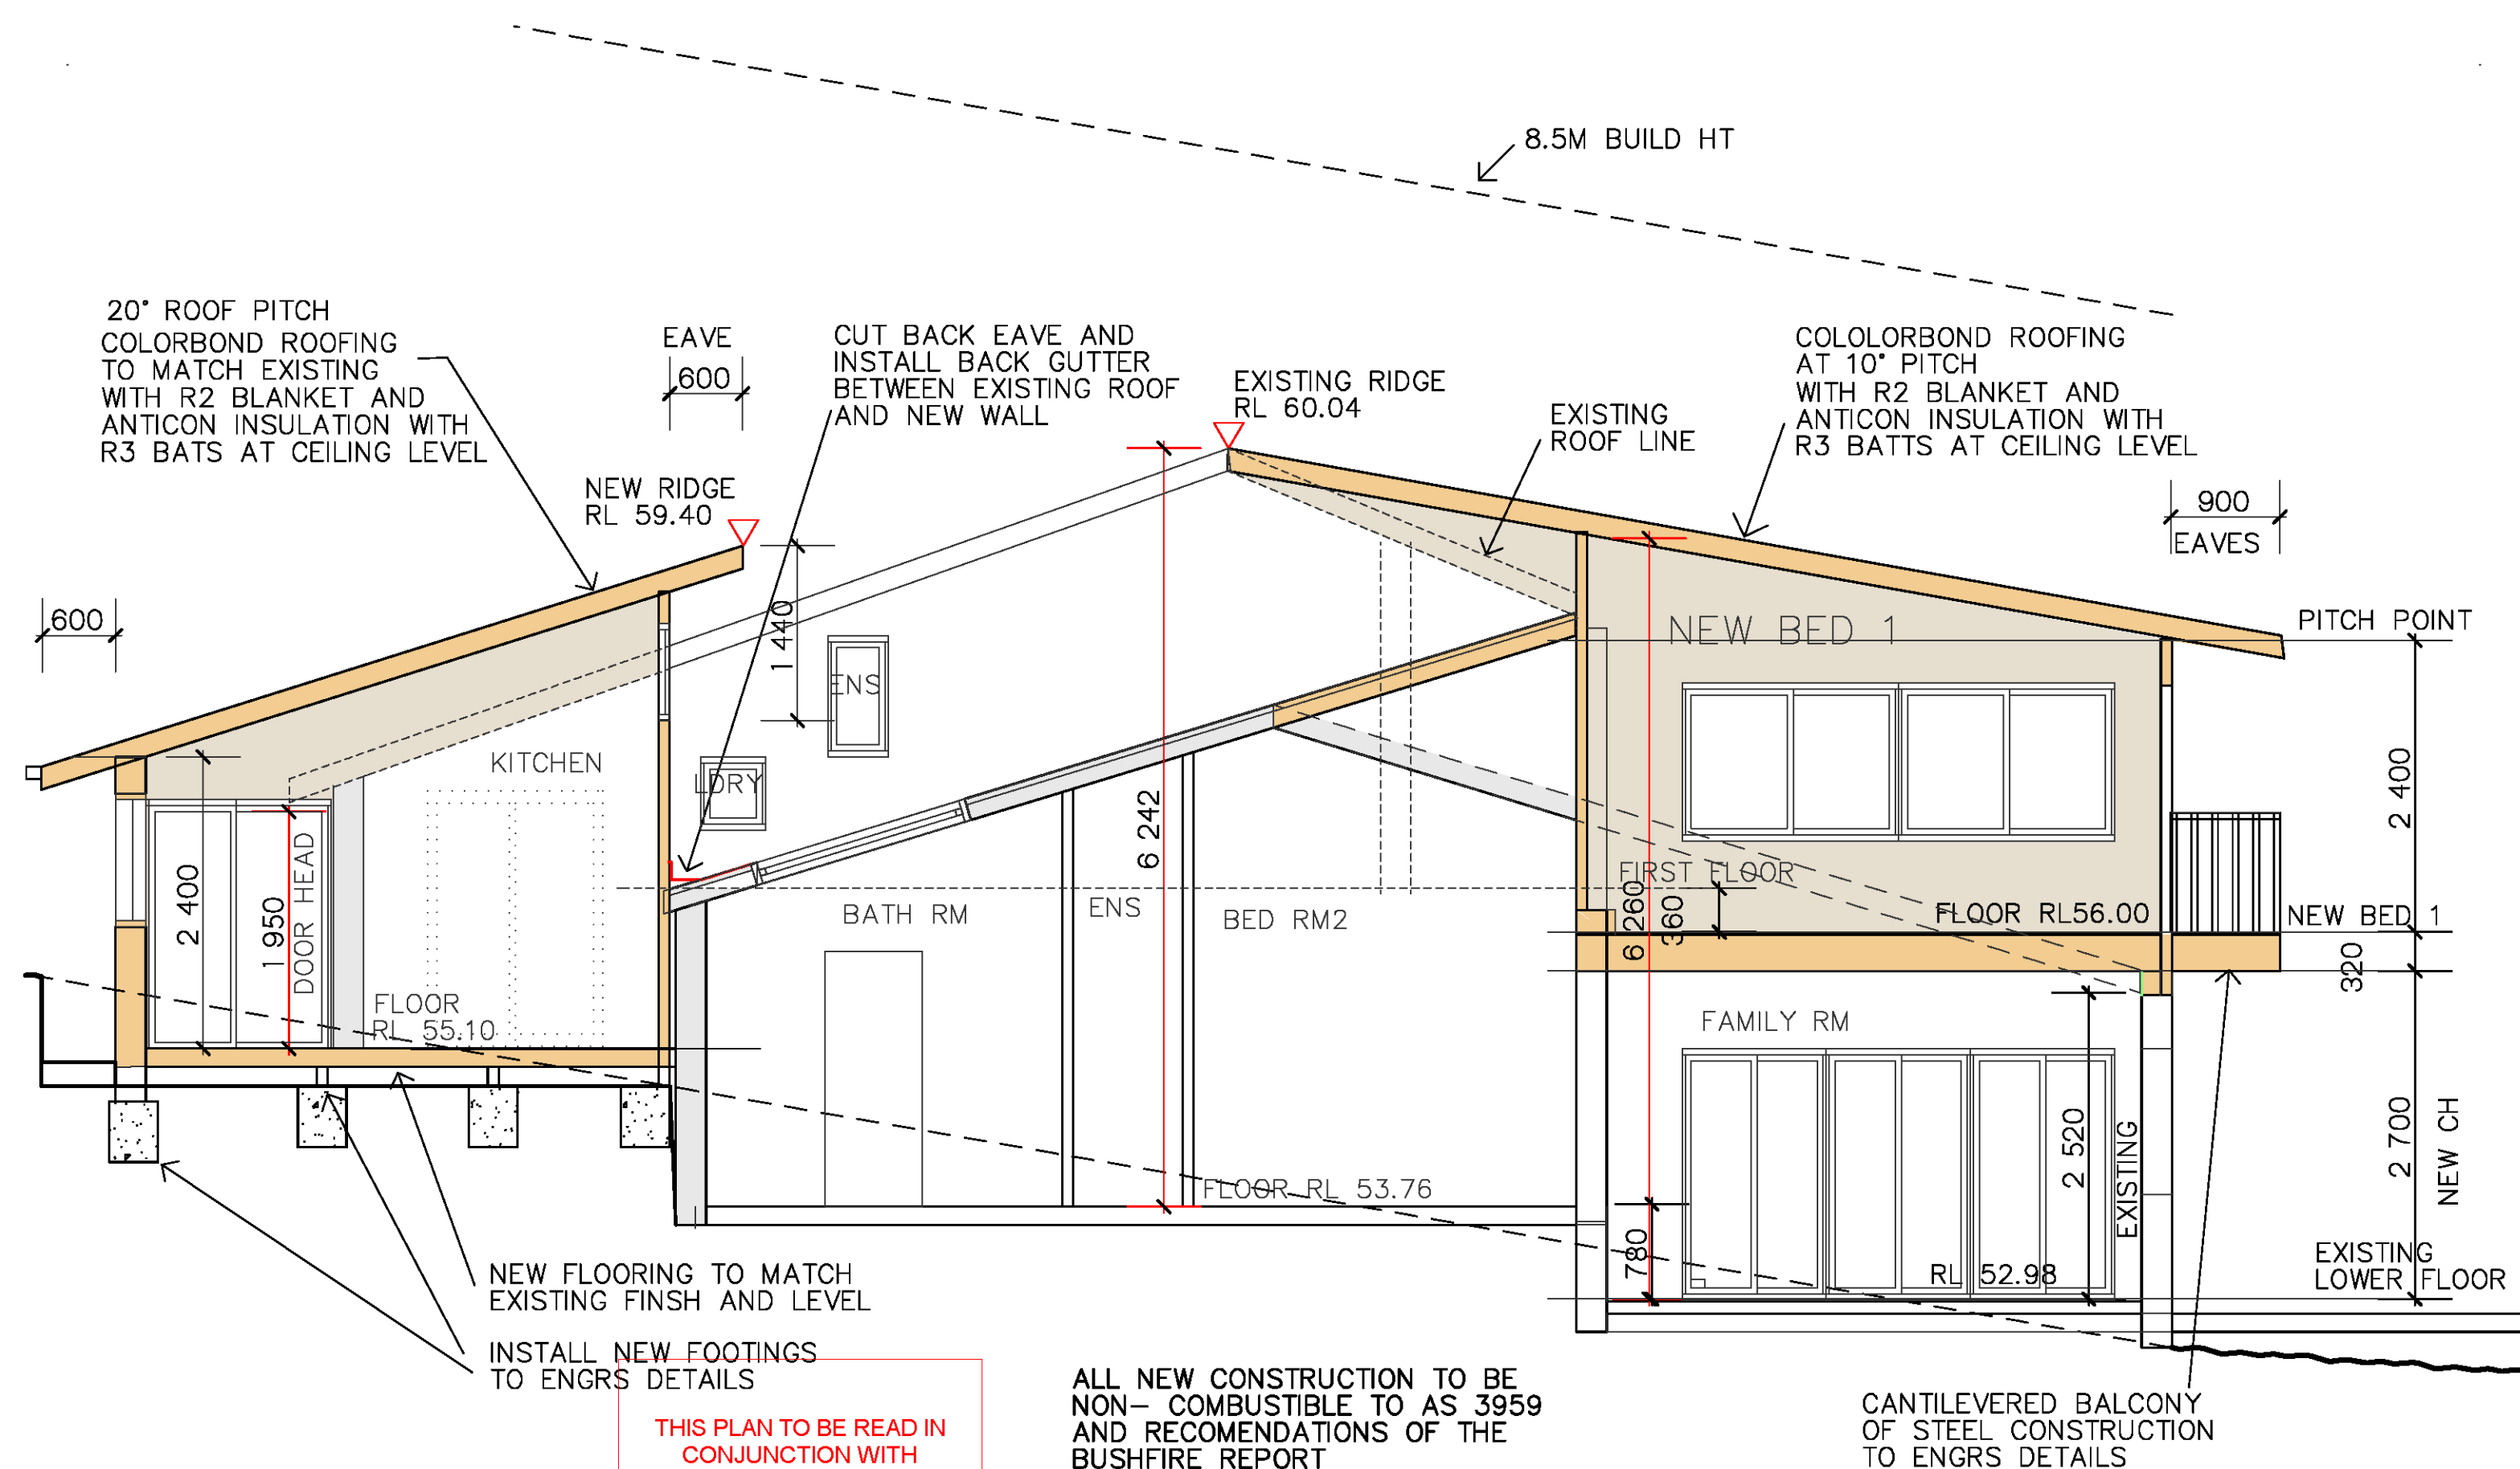 8.5M BUILD HT
20° ROOF PITCH
COLORBOND ROOFING
TO MATCH EXISTING
WITH R2 BLANKET AND
ANTICON INSULATION WITH
R3 BATS AT CEILING LEVEL
EAVE
600
CUT BACK EAVE AND
INSTALL BACK GUTTER
BETWEEN EXISTING ROOF
AND NEW WALL
EXISTING RIDGE
RL 60.04
EXISTING
ROOF LINE
COLOLORBOND ROOFING
AT 10° PITCH
WITH R2 BLANKET AND
ANTICON INSULATION WITH
R3 BATTS AT CEILING LEVEL
NEW RIDGE
RL 59.40
900
EAVES
600
1 440
PITCH POINT
NEW BED 1
ENS
KITCHEN
LDRY
6 242
2 400
FIRST FLOOR
2 400
1 950
DOOR HEAD
BATH RM
ENS
BED RM2
6 260
360
FLOOR RL56.00
NEW BED 1
320
FLOOR
RL 55.10
FAMILY RM
2 520
EXISTING
2 700
NEW CH
FLOOR RL 53.76
780
RL 52.98
EXISTING
LOWER FLOOR
NEW FLOORING TO MATCH
EXISTING FINSH AND LEVEL
INSTALL NEW FOOTINGS
TO ENGRS DETAILS
THIS PLAN TO BE READ IN
CONJUNCTION WITH
ALL NEW CONSTRUCTION TO BE
NON- COMBUSTIBLE TO AS 3959
AND RECOMENDATIONS OF THE
BUSHFIRE REPORT
CANTILEVERED BALCONY
OF STEEL CONSTRUCTION
TO ENGRS DETAILS